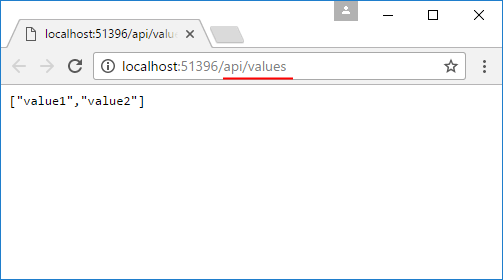 localhost:51396/api/valu
localhost:51396/api/values
["value1","value2"]